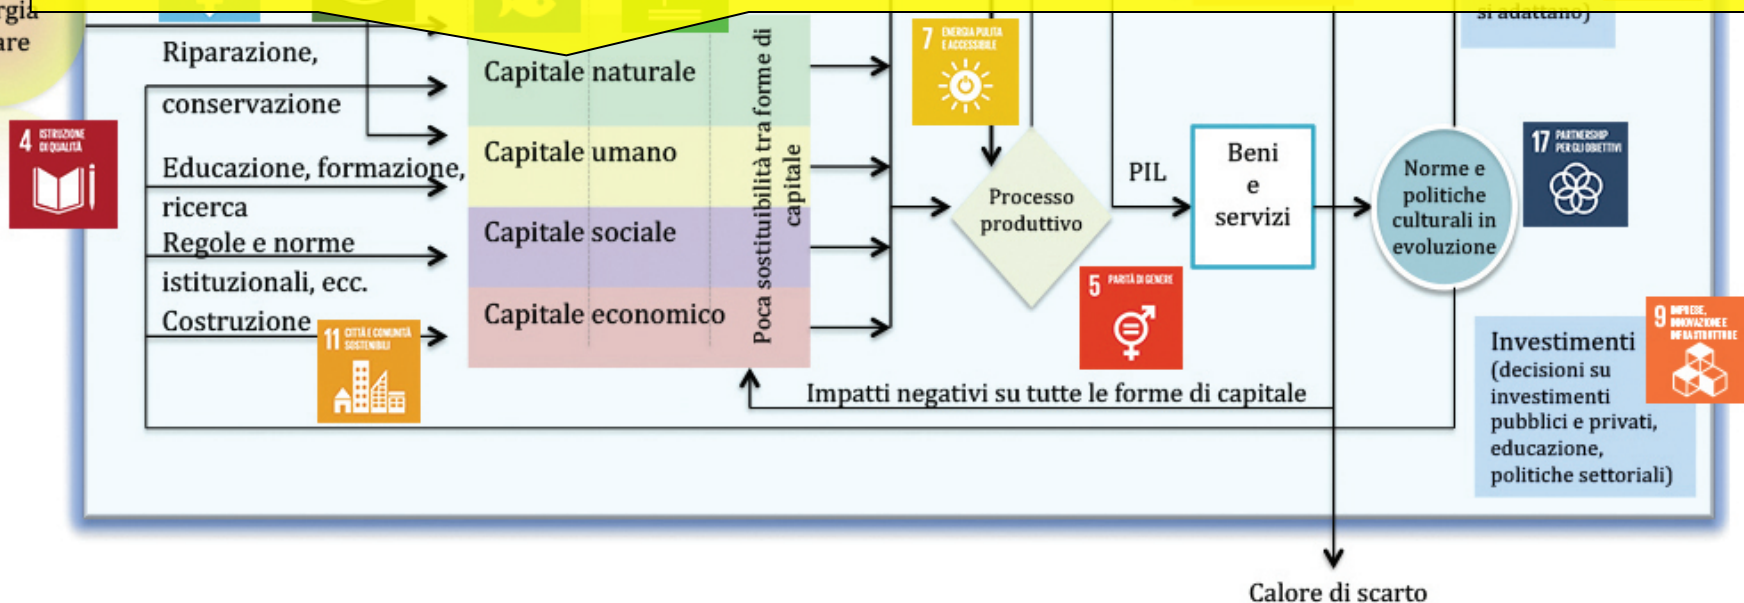 are
si adattano)
Riparazione,
conservazione
Educazione, formazione,
ricerca
Regole e norme
istituzionali, ecc.
Costruzione
4 ISTRUZIONE
DI QUALITÀ
11 CITTÀ E COMUNITÀ
SOSTENIBILI
Capitale naturale
Capitale umano
Capitale sociale
Capitale economico
Poca sostituibilità tra forme di
capitale
7 ENERGIA PULITA
E ACCESSIBILE
Processo
produttivo
5 PARITÀ DI GENERE
PIL
Beni
e
servizi
Norme e
politiche
culturali in
evoluzione
17 PARTNERSHIP
PER GLI OBIETTIVI
9 IMPRESE,
INNOVAZIONE E
INFRASTRUTTURE
Investimenti
(decisioni su
investimenti
pubblici e privati,
educazione,
politiche settoriali)
Impatti negativi su tutte le forme di capitale
Calore di scarto